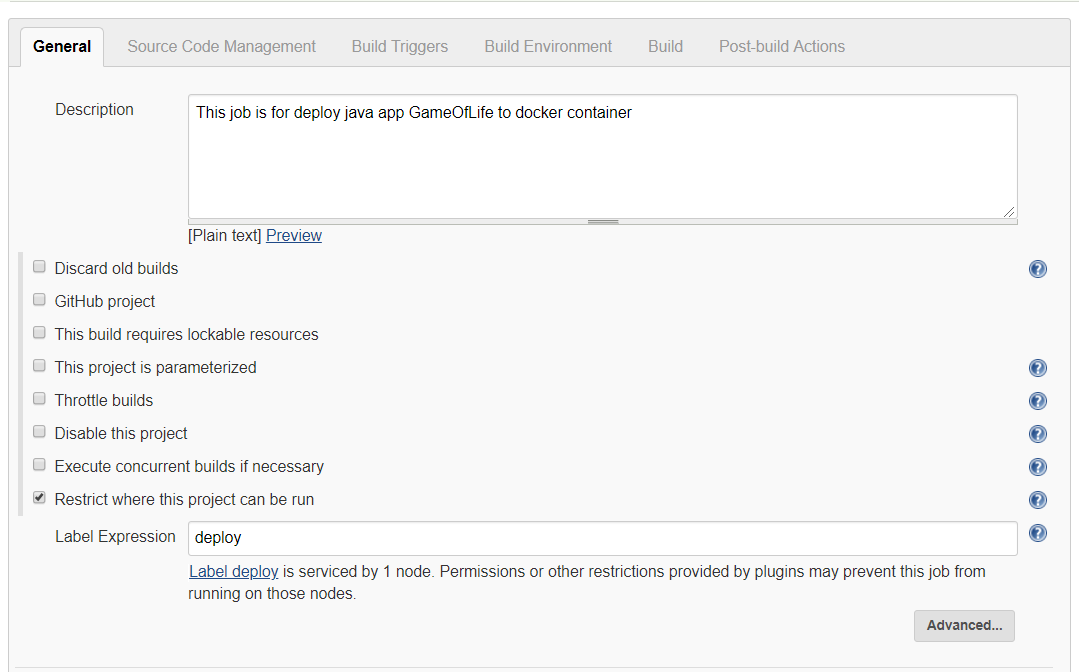 General Source Code Management Build Triggers Build Environment Build Post-build Actions
Description This job is for deploy java app GameOfLife to docker container
[Plain text] Preview
Discard old builds
GitHub project
This build requires lockable resources
This project is parameterized
Throttle builds
Disable this project
Execute concurrent builds if necessary
Restrict where this project can be run
Label Expression deploy
Label deploy is serviced by 1 node. Permissions or other restrictions provided by plugins may prevent this job from
running on those nodes.
Advanced...